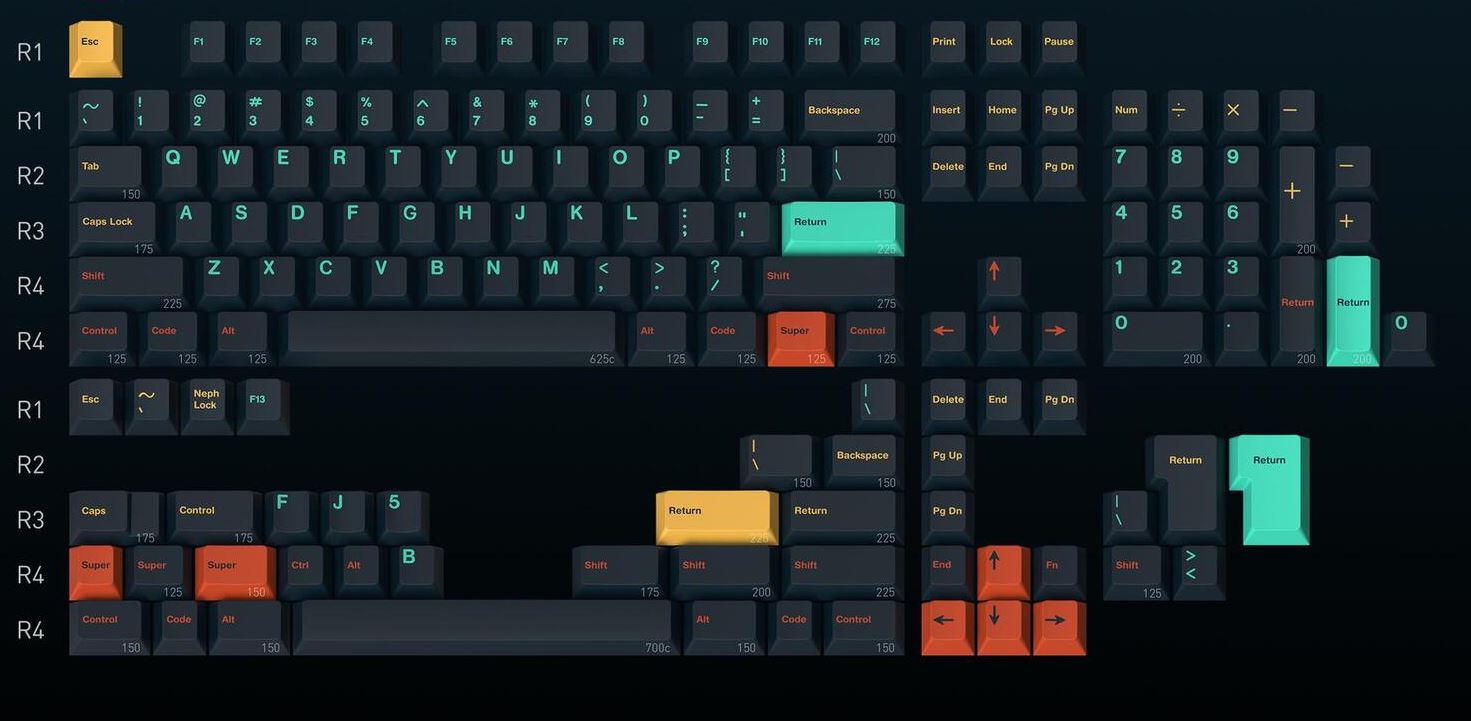 R1 Esc F1 F2 F3 F4 F5 F6 F7 F8 F9 F10 F11 F12 Print Lock Pause
~ ! @ # $ % ^ & * ( ) — +
R1 ` 1 2 3 4 5 6 7 8 9 0 - = Backspace 200 Insert Home Pg Up Num ÷ × −
Q W E R T Y U I O P { } |
R2 Tab 150 [ ] \ 150 Delete End Pg Dn 7 8 9 + 200 −
A S D F G H J K L : "
R3 Caps Lock 175 ; ' Return 225 4 5 6 +
Z X C V B N M < > ?
R4 Shift 225 , . / Shift 275 ↑ 1 2 3 Return 200 Return 200
R4 Control 125 Code 125 Alt 125 625c Alt 125 Code 125 Super 125 Control 125 ← ↓ → 0 200 . 0
R1 Esc ~ ` Neph Lock F13 | \ Delete End Pg Dn
R2 | \ 150 Backspace 150 Pg Up Return Return
R3 Caps 175 Control 175 F J 5 Return 225 Return 225 Pg Dn | \
R4 Super Super 125 Super 150 Ctrl Alt B Shift 175 Shift 200 Shift 225 End ↑ Fn Shift 125 > <
R4 Control 150 Code Alt 150 700c Alt 150 Code Control 150 ← ↓ →